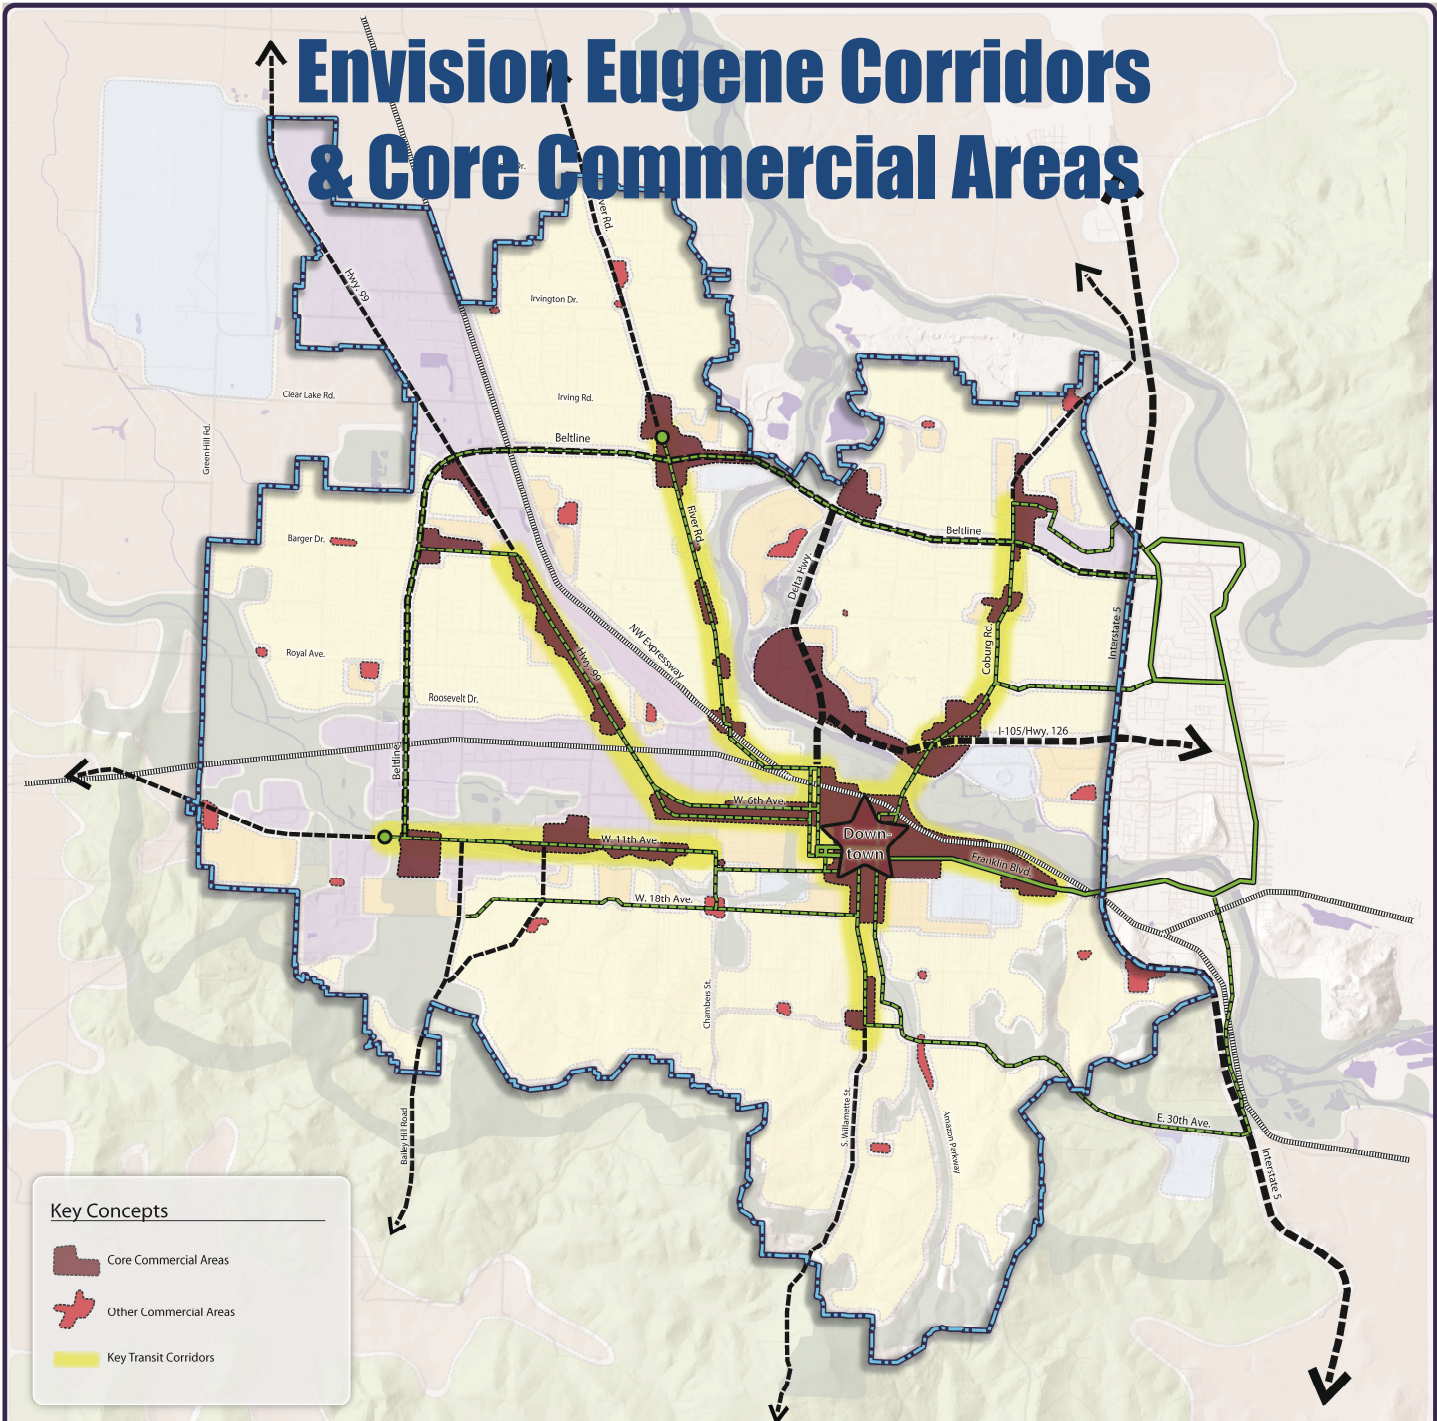 Envision Eugene Corridors
& Core Commercial Areas
Dr.
Rd.
Hwy. 99
Irvington Dr.
Clear Lake Rd.
Irving Rd.
Green Hill Rd.
Beltline
River Rd.
Barger Dr.
Beltline
Delta Hwy.
Interstate 5
Royal Ave.
NW Expressway
Hwy. 99
Coburg Rd.
Roosevelt Dr.
I-105/Hwy. 126
Beltline
W. 6th Ave.
W. 11th Ave.
Down-
town
Franklin Blvd.
W. 18th Ave.
Chambers St.
Bailey Hill Road
S. Willamette St.
Amazon Parkway
E. 30th Ave.
Interstate 5
Key Concepts
Core Commercial Areas
Other Commercial Areas
Key Transit Corridors